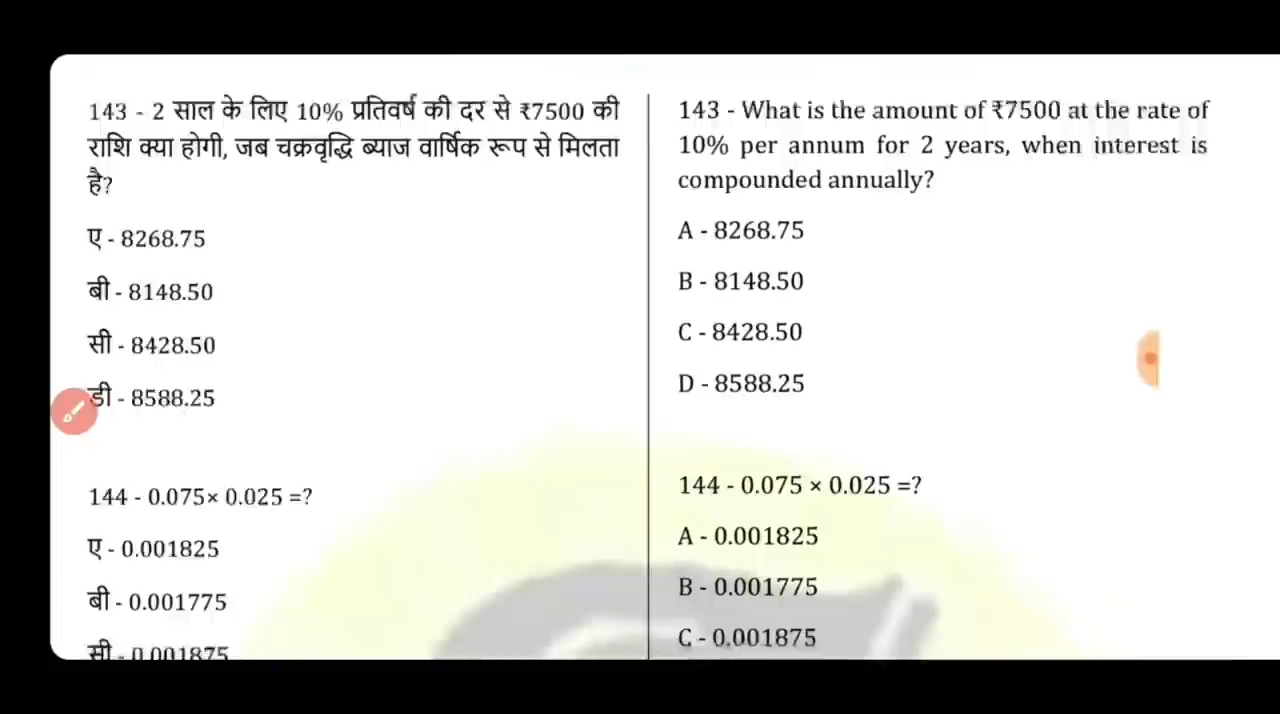 143 - 2 साल के लिए 10% प्रतिवर्ष की दर से ₹7500 की
राशि क्या होगी, जब चक्रवृद्धि ब्याज वार्षिक रूप से मिलता
है?
ए - 8268.75
बी - 8148.50
सी - 8428.50
डी - 8588.25
144 - 0.075× 0.025 =?
ए - 0.001825
बी - 0.001775
सी - 0.001875
143 - What is the amount of ₹7500 at the rate of
10% per annum for 2 years, when interest is
compounded annually?
A - 8268.75
B - 8148.50
C - 8428.50
D - 8588.25
144 - 0.075 × 0.025 =?
A - 0.001825
B - 0.001775
C - 0.001875